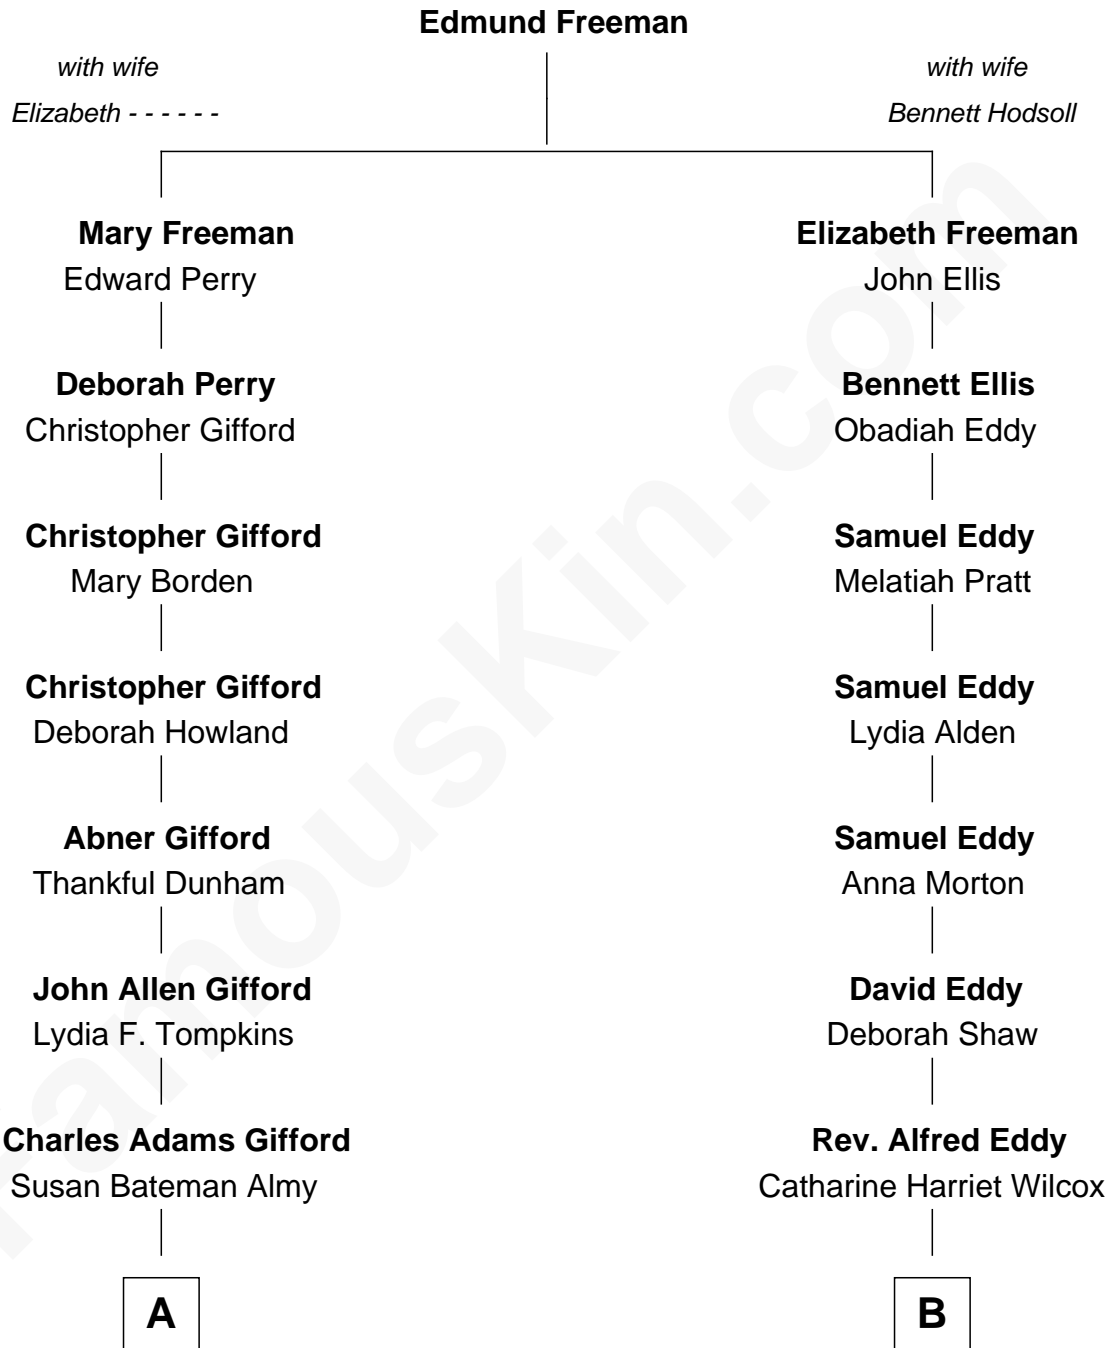 Edmund Freeman
with wife
Elizabeth - - - - - -
with wife
Bennett Hodsoll
Mary Freeman
Edward Perry
Elizabeth Freeman
John Ellis
Deborah Perry
Christopher Gifford
Bennett Ellis
Obadiah Eddy
Christopher Gifford
Mary Borden
Samuel Eddy
Melatiah Pratt
Christopher Gifford
Deborah Howland
Samuel Eddy
Lydia Alden
Abner Gifford
Thankful Dunham
Samuel Eddy
Anna Morton
John Allen Gifford
Lydia F. Tompkins
David Eddy
Deborah Shaw
Charles Adams Gifford
Susan Bateman Almy
Rev. Alfred Eddy
Catharine Harriet Wilcox
A
B
FamousKin.com